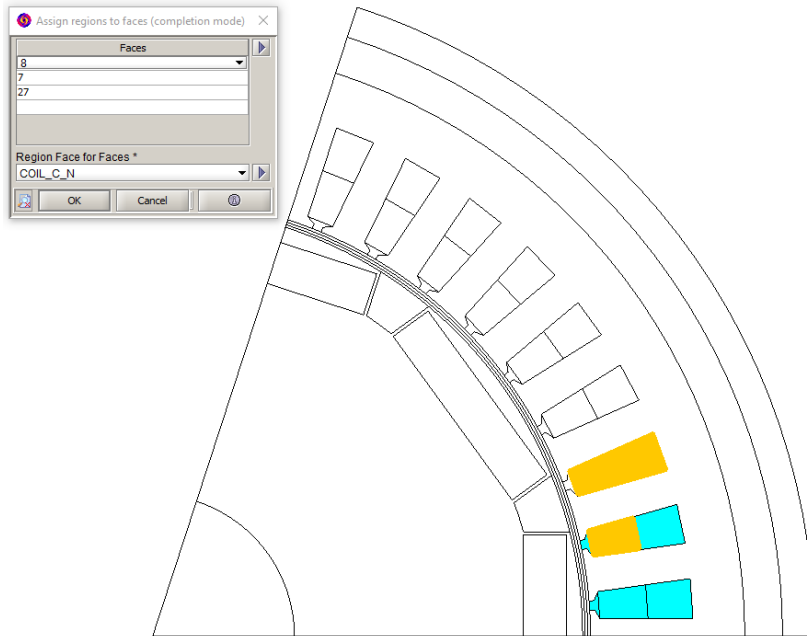 Assign regions to faces (completion mode)
Faces
8
7
27
Region Face for Faces *
COIL_C_N
OK Cancel